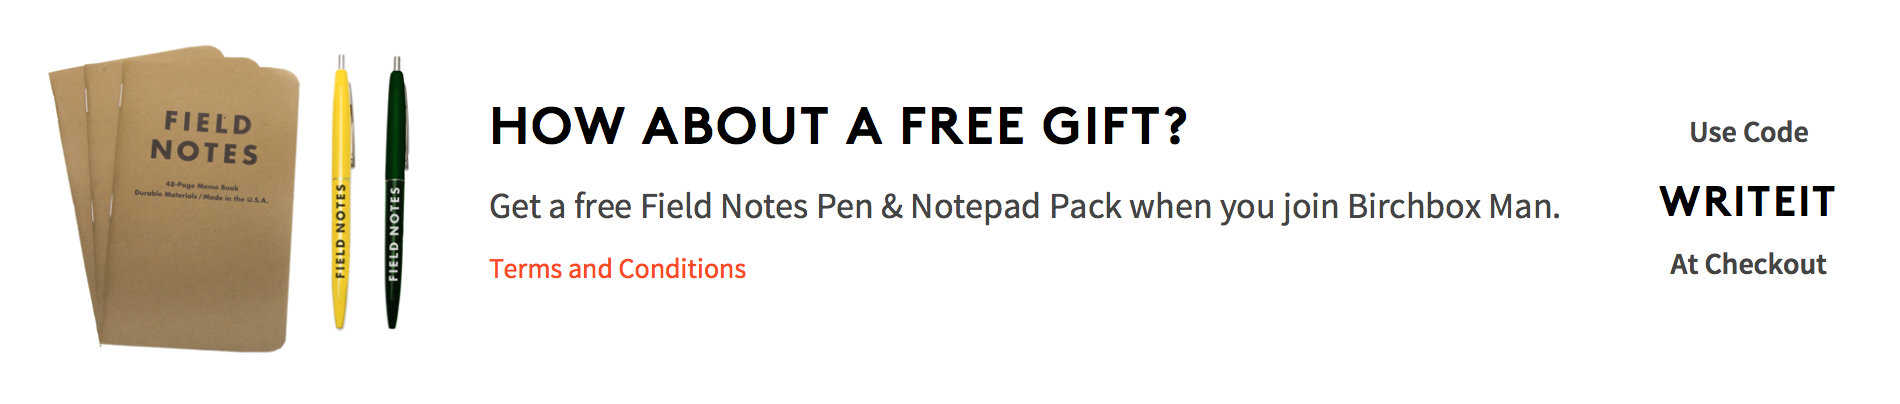 FIELD
NOTES
48-Page Memo Book
Durable Materials / Made in the U.S.A.
FIELD NOTES
FIELD NOTES
HOW ABOUT A FREE GIFT?
Get a free Field Notes Pen & Notepad Pack when you join Birchbox Man.
Terms and Conditions
Use Code
WRITEIT
At Checkout